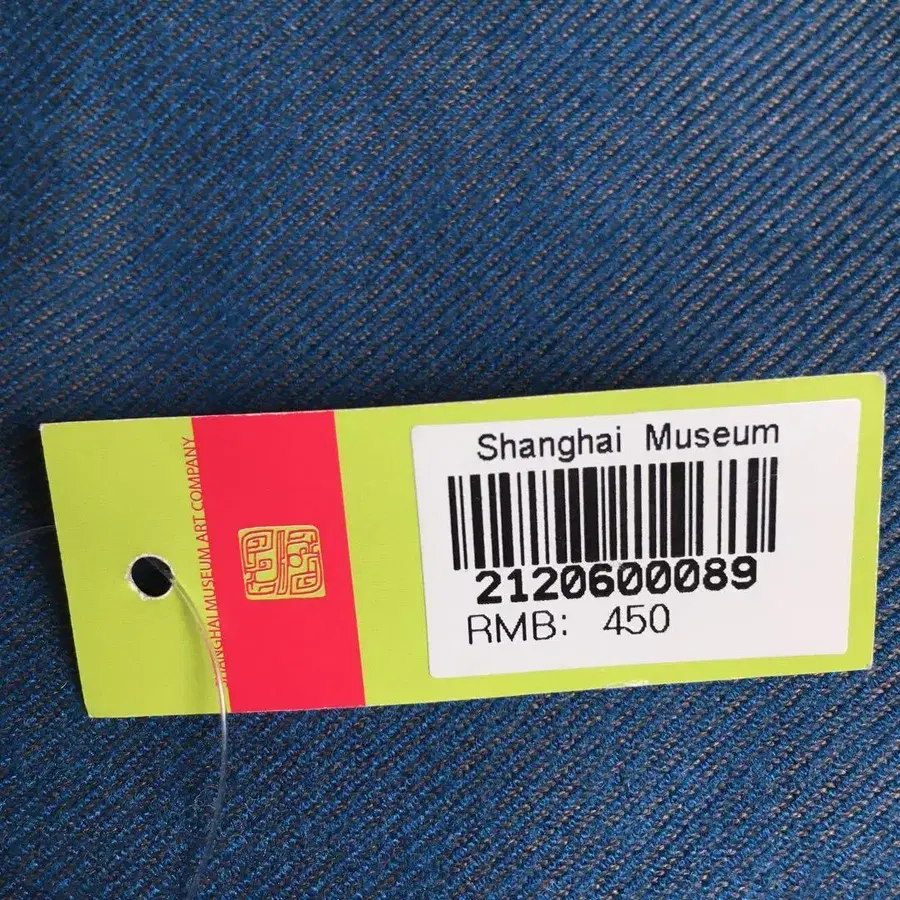 SHANGHAI MUSEUM ART COMPANY
Shanghai Museum
2120600089
RMB: 450